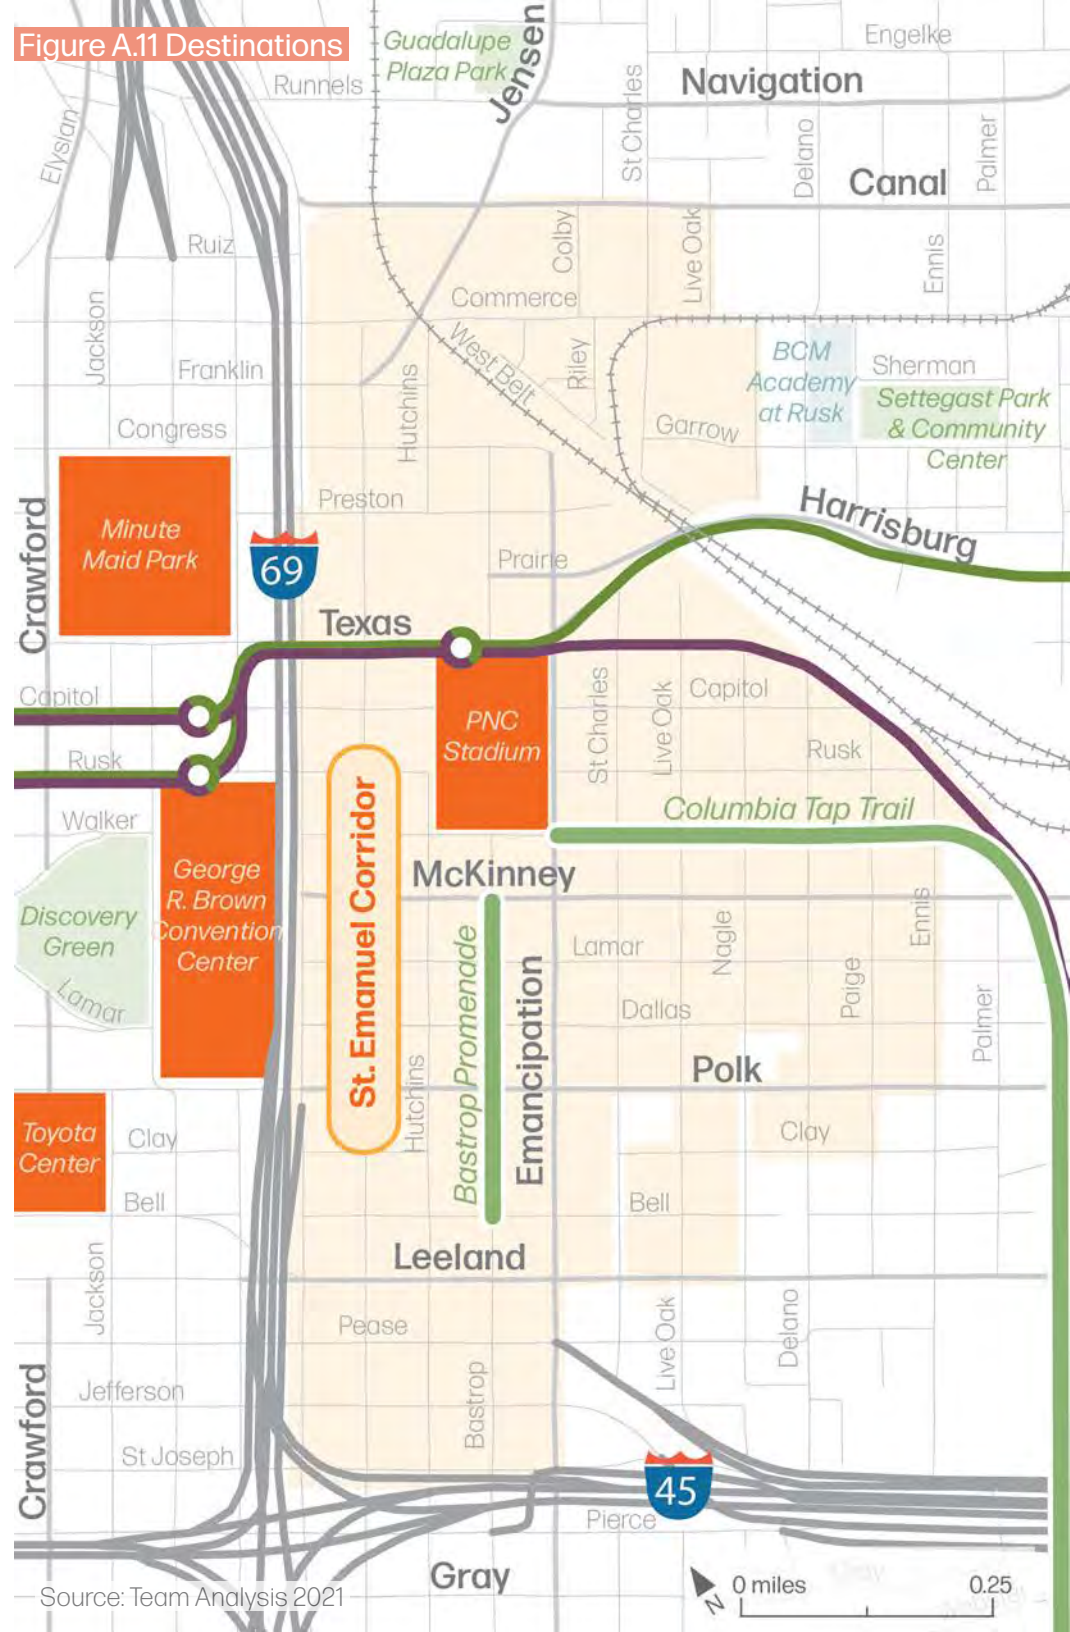 Figure A.11 Destinations
Guadalupe
Plaza Park
Jensen
Engelke
Runnels
Navigation
Elysian
St Charles
Delano
Palmer
Canal
Ruiz
Colby
Live Oak
Ennis
Commerce
Jackson
West Belt
Riley
BCM
Academy
at Rusk
Sherman
Franklin
Hutchins
Settegast Park
& Community
Center
Congress
Garrow
Preston
Harrisburg
Crawford
Minute
Maid Park
69
Prairie
Texas
Capitol
St Charles
Live Oak
Capitol
PNC
Stadium
Rusk
Rusk
Walker
Columbia Tap Trail
St. Emanuel Corridor
George
R. Brown
Convention
Center
McKinney
Discovery
Green
Lamar
Bastrop Promenade
Emancipation
Lamar
Nagle
Ennis
Dallas
Paige
Palmer
Polk
Hutchins
Toyota
Center
Clay
Clay
Bell
Bell
Leeland
Jackson
Pease
Live Oak
Delano
Crawford
Jefferson
Bastrop
St Joseph
45
Pierce
Gray
N
0 miles
0.25
Source: Team Analysis 2021